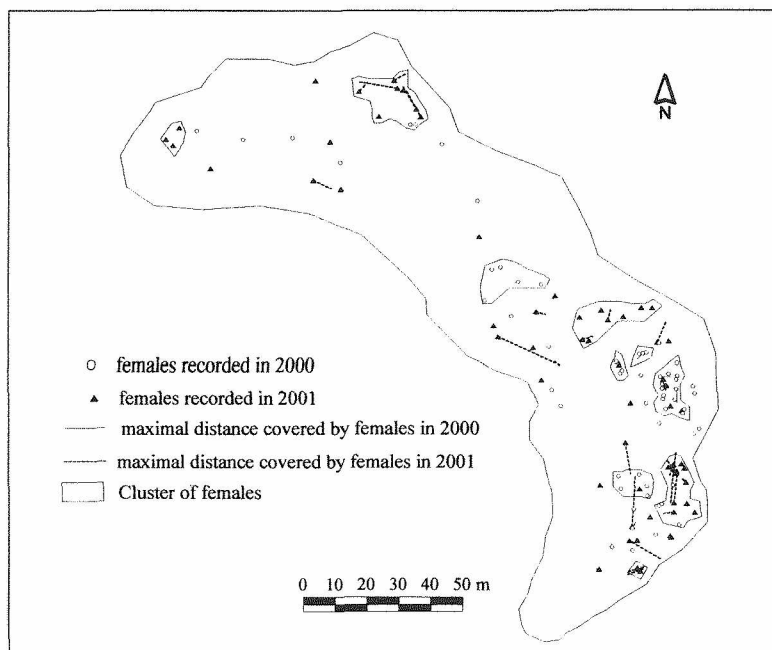 N
females recorded in 2000
females recorded in 2001
maximal distance covered by females in 2000
maximal distance covered by females in 2001
Cluster of females
0 10 20 30 40 50 m